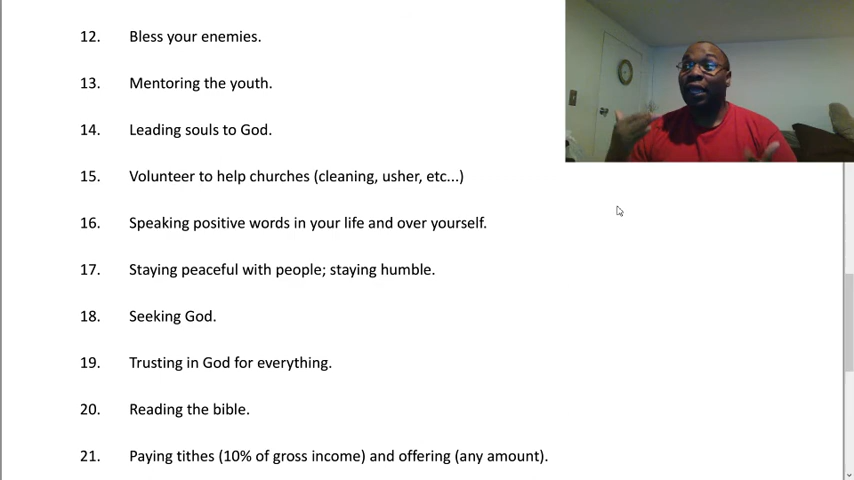 12. Bless your enemies.
13. Mentoring the youth.
14. Leading souls to God.
15. Volunteer to help churches (cleaning, usher, etc...)
16. Speaking positive words in your life and over yourself.
17. Staying peaceful with people; staying humble.
18. Seeking God.
19. Trusting in God for everything.
20. Reading the bible.
21. Paying tithes (10% of gross income) and offering (any amount).